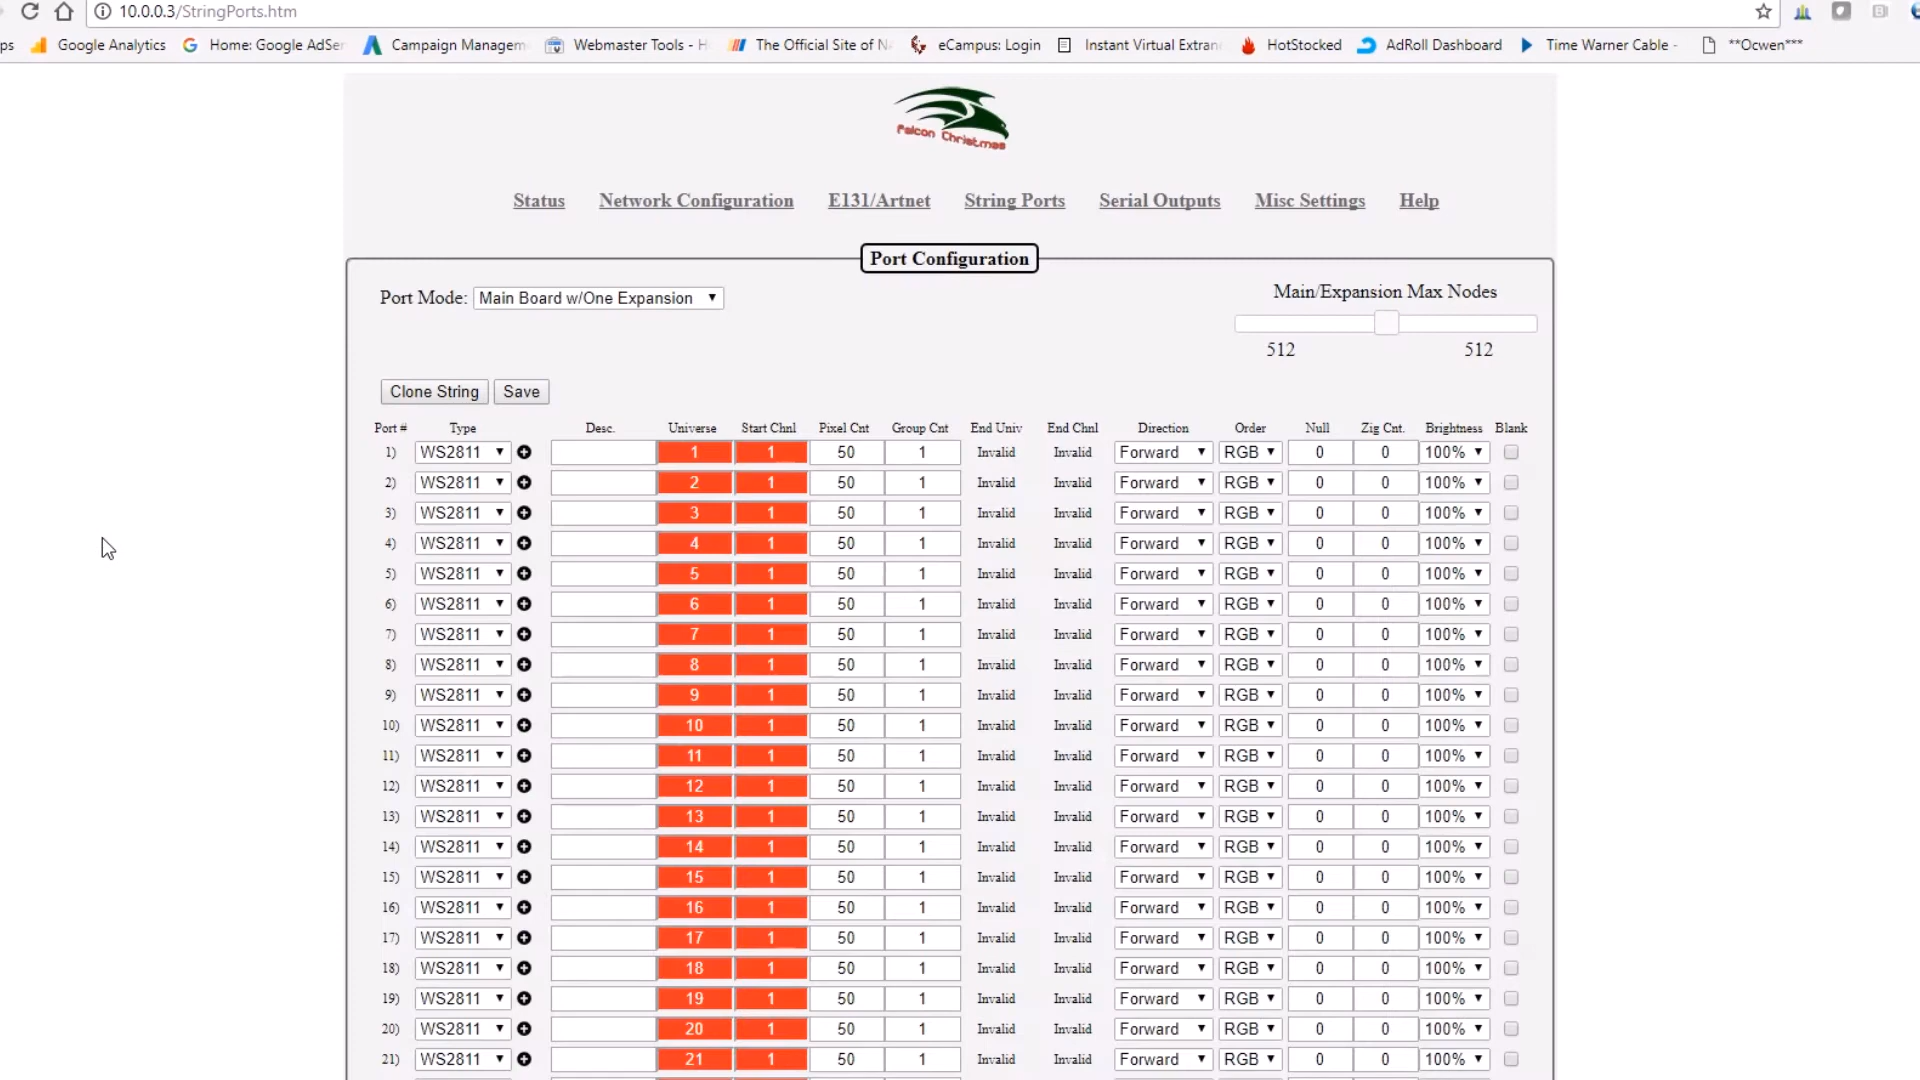 10.0.0.3/StringPorts.htm
ps Google Analytics Home: Google AdSer Campaign Managem Webmaster Tools - H The Official Site of N eCampus: Login Instant Virtual Extran HotStocked AdRoll Dashboard Time Warner Cable - **Ocwen***
Falcon Christmas
Status Network Configuration E131/Artnet String Ports Serial Outputs Misc Settings Help
Port Configuration
Port Mode: Main Board w/One Expansion
Main/Expansion Max Nodes
512 512
Clone String Save
Port # Type Desc. Universe Start Chnl Pixel Cnt Group Cnt End Univ End Chnl Direction Order Null Zig Cnt. Brightness Blank
1) WS2811 1 1 50 1 Invalid Invalid Forward RGB 0 0 100%
2) WS2811 2 1 50 1 Invalid Invalid Forward RGB 0 0 100%
3) WS2811 3 1 50 1 Invalid Invalid Forward RGB 0 0 100%
4) WS2811 4 1 50 1 Invalid Invalid Forward RGB 0 0 100%
5) WS2811 5 1 50 1 Invalid Invalid Forward RGB 0 0 100%
6) WS2811 6 1 50 1 Invalid Invalid Forward RGB 0 0 100%
7) WS2811 7 1 50 1 Invalid Invalid Forward RGB 0 0 100%
8) WS2811 8 1 50 1 Invalid Invalid Forward RGB 0 0 100%
9) WS2811 9 1 50 1 Invalid Invalid Forward RGB 0 0 100%
10) WS2811 10 1 50 1 Invalid Invalid Forward RGB 0 0 100%
11) WS2811 11 1 50 1 Invalid Invalid Forward RGB 0 0 100%
12) WS2811 12 1 50 1 Invalid Invalid Forward RGB 0 0 100%
13) WS2811 13 1 50 1 Invalid Invalid Forward RGB 0 0 100%
14) WS2811 14 1 50 1 Invalid Invalid Forward RGB 0 0 100%
15) WS2811 15 1 50 1 Invalid Invalid Forward RGB 0 0 100%
16) WS2811 16 1 50 1 Invalid Invalid Forward RGB 0 0 100%
17) WS2811 17 1 50 1 Invalid Invalid Forward RGB 0 0 100%
18) WS2811 18 1 50 1 Invalid Invalid Forward RGB 0 0 100%
19) WS2811 19 1 50 1 Invalid Invalid Forward RGB 0 0 100%
20) WS2811 20 1 50 1 Invalid Invalid Forward RGB 0 0 100%
21) WS2811 21 1 50 1 Invalid Invalid Forward RGB 0 0 100%